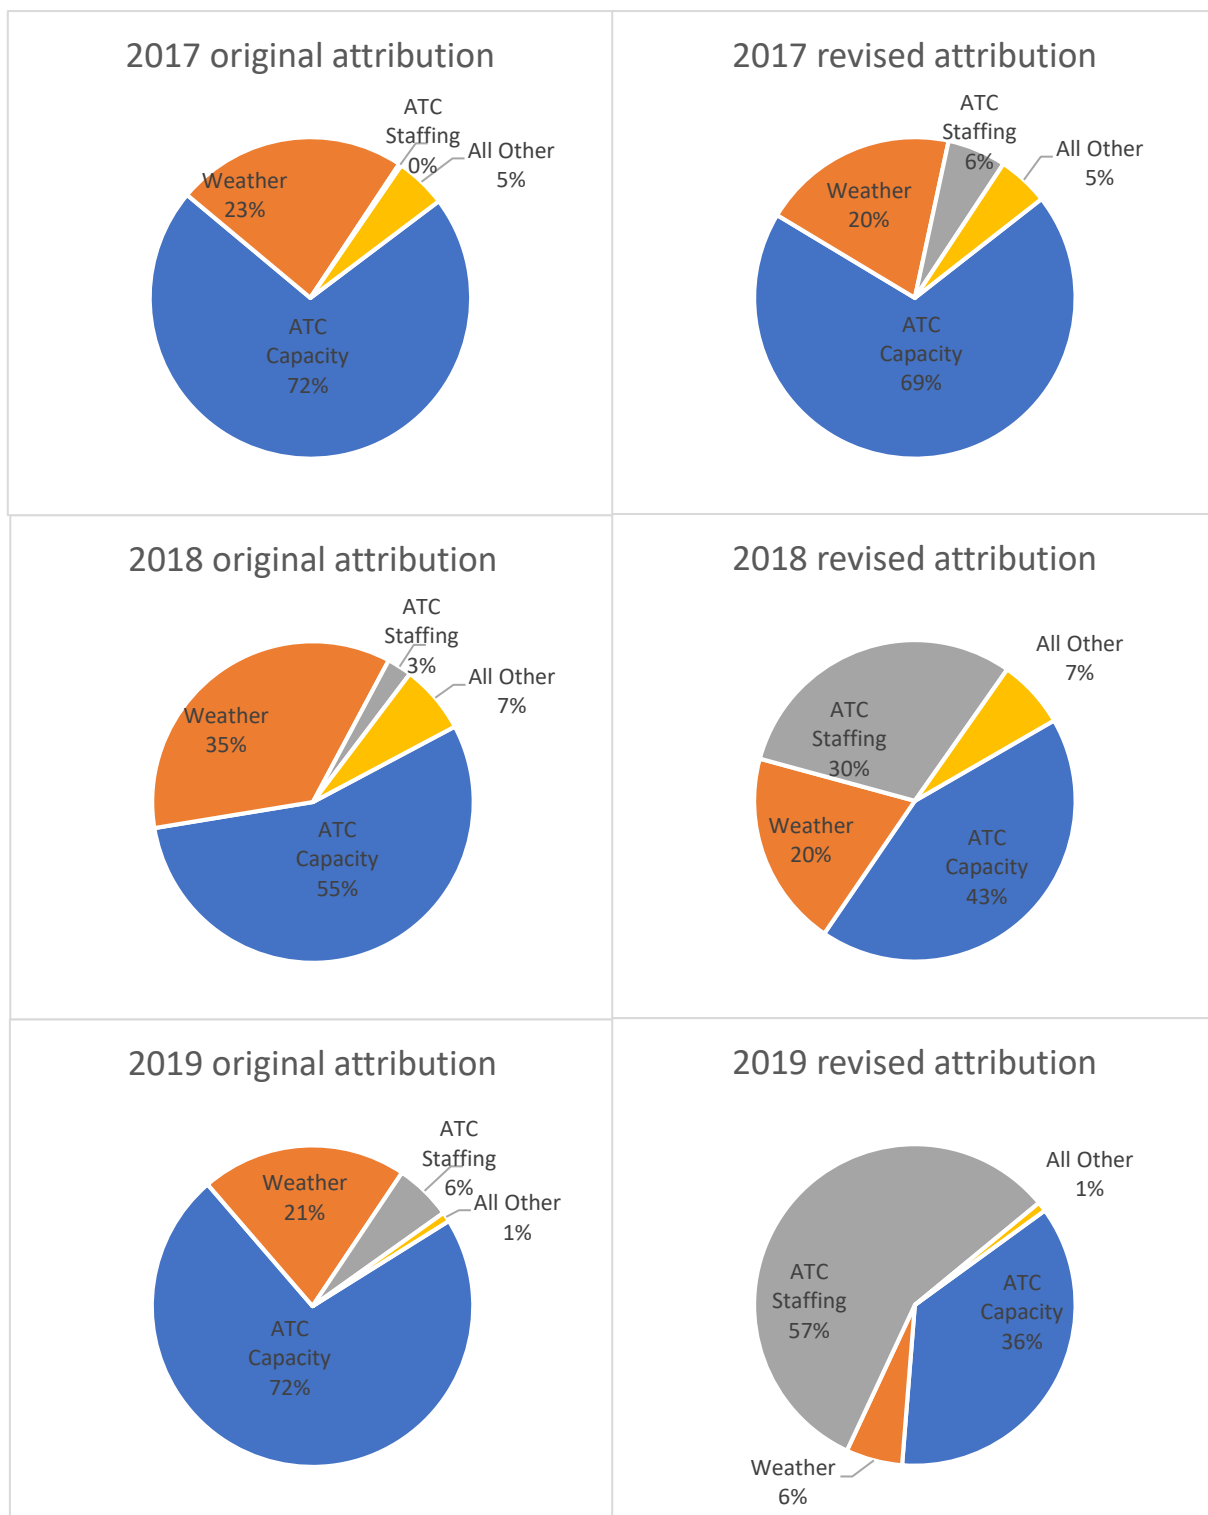 2017 original attribution
ATC
Staffing
0%
All Other
5%
Weather
23%
ATC
Capacity
72%
2017 revised attribution
ATC
Staffing
6%
All Other
5%
Weather
20%
ATC
Capacity
69%
2018 original attribution
ATC
Staffing
3%
All Other
7%
Weather
35%
ATC
Capacity
55%
2018 revised attribution
All Other
7%
ATC
Staffing
30%
Weather
20%
ATC
Capacity
43%
2019 original attribution
ATC
Staffing
6%
All Other
1%
Weather
21%
ATC
Capacity
72%
2019 revised attribution
All Other
1%
ATC
Staffing
57%
ATC
Capacity
36%
Weather
6%